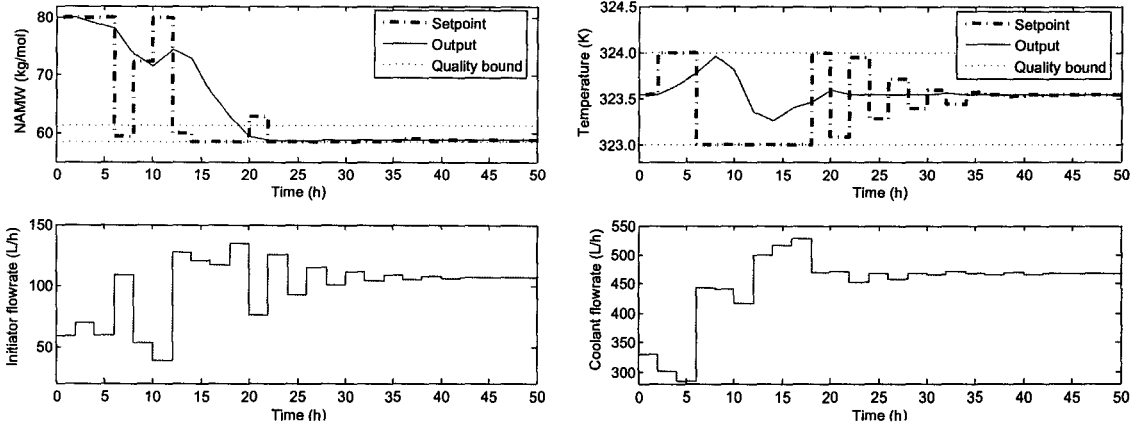 NAMW (kg/mol)
80
70
60
Setpoint
Output
Quality bound
0 5 10 15 20 25 30 35 40 45 50
Time (h)
Temperature (K)
324.5
324.0
323.5
323.0
Setpoint
Output
Quality bound
0 5 10 15 20 25 30 35 40 45 50
Time (h)
Initiator flowrate (L/h)
150
100
50
0 5 10 15 20 25 30 35 40 45 50
Time (h)
Coolant flowrate (L/h)
550
500
450
400
350
300
0 5 10 15 20 25 30 35 40 45 50
Time (h)